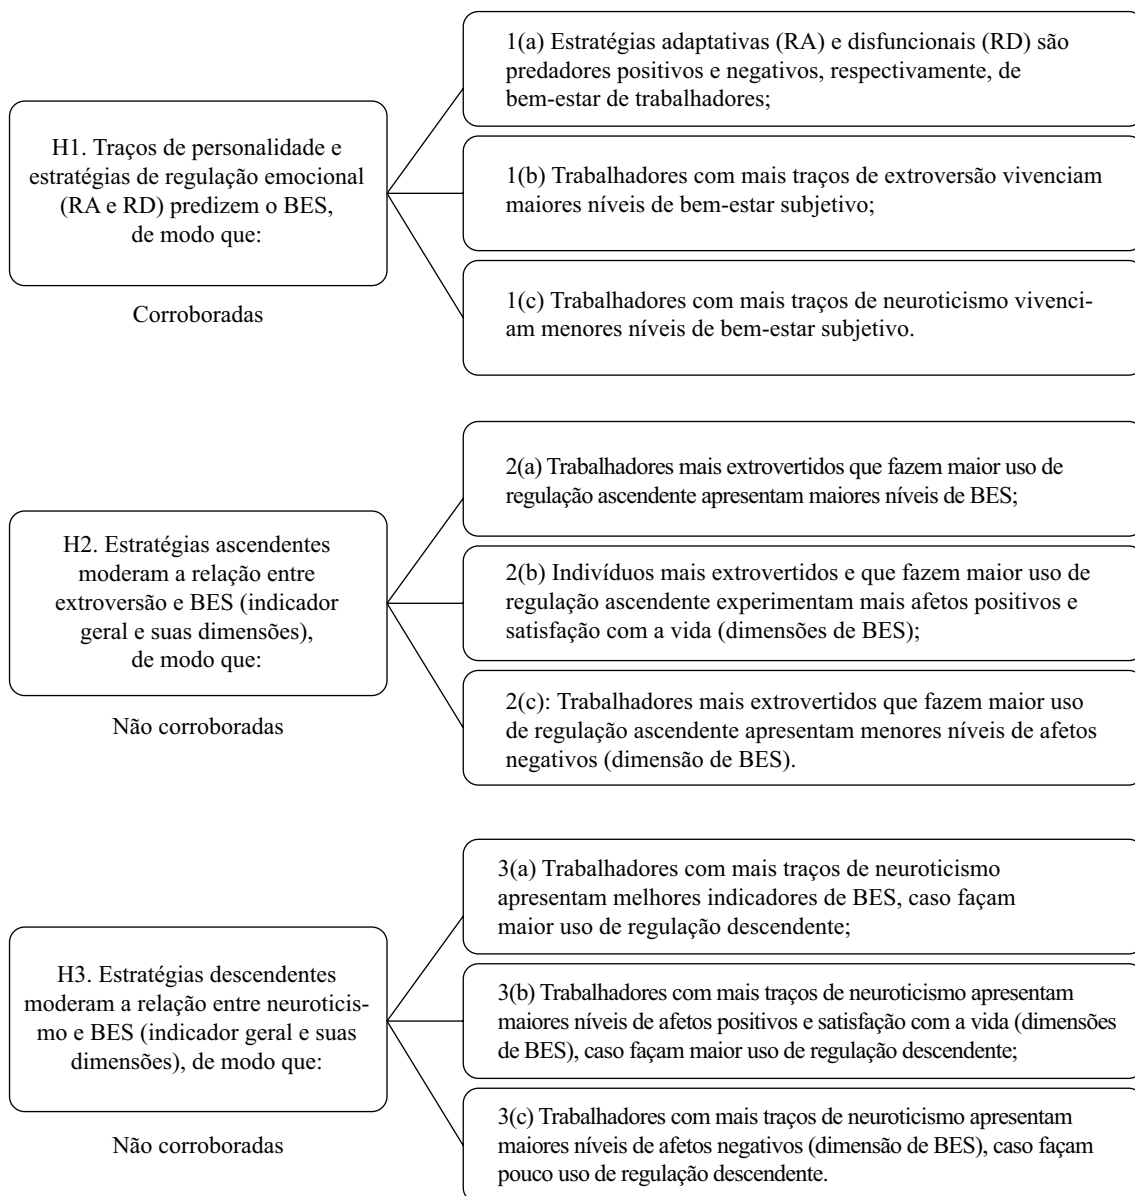 H1. Traços de personalidade e
estratégias de regulação emocional
(RA e RD) predizem o BES,
de modo que:
Corroboradas
1(a) Estratégias adaptativas (RA) e disfuncionais (RD) são
predadores positivos e negativos, respectivamente, de
bem-estar de trabalhadores;
1(b) Trabalhadores com mais traços de extroversão vivenciam
maiores níveis de bem-estar subjetivo;
1(c) Trabalhadores com mais traços de neuroticismo vivenci-
am menores níveis de bem-estar subjetivo.
H2. Estratégias ascendentes
moderam a relação entre
extroversão e BES (indicador
geral e suas dimensões),
de modo que:
Não corroboradas
2(a) Trabalhadores mais extrovertidos que fazem maior uso de
regulação ascendente apresentam maiores níveis de BES;
2(b) Indivíduos mais extrovertidos e que fazem maior uso de
regulação ascendente experimentam mais afetos positivos e
satisfação com a vida (dimensões de BES);
2(c): Trabalhadores mais extrovertidos que fazem maior uso
de regulação ascendente apresentam menores níveis de afetos
negativos (dimensão de BES).
H3. Estratégias descendentes
moderam a relação entre neuroticis-
mo e BES (indicador geral e suas
dimensões), de modo que:
Não corroboradas
3(a) Trabalhadores com mais traços de neuroticismo
apresentam melhores indicadores de BES, caso façam
maior uso de regulação descendente;
3(b) Trabalhadores com mais traços de neuroticismo apresentam
maiores níveis de afetos positivos e satisfação com a vida (dimensões
de BES), caso façam maior uso de regulação descendente;
3(c) Trabalhadores com mais traços de neuroticismo apresentam
maiores níveis de afetos negativos (dimensão de BES), caso façam
pouco uso de regulação descendente.